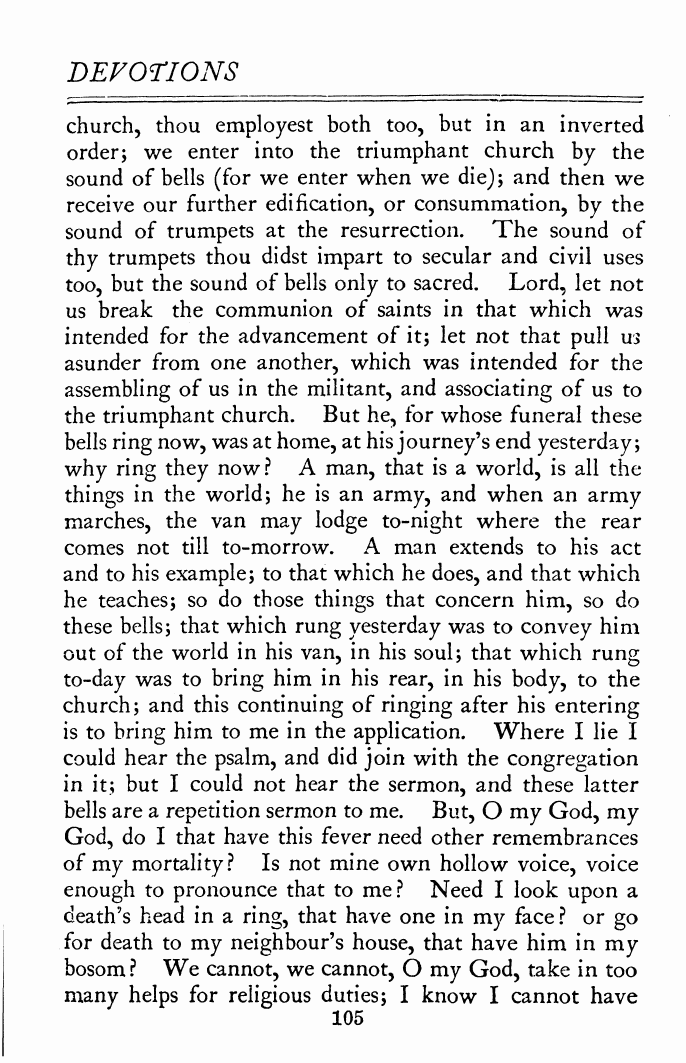 DEVOTIONS
church, thou employest both too, but in an inverted
order; we enter into the triumphant church by the
sound of bells (for we enter when we die); and then we
receive our further edification, or consummation, by the
sound of trumpets at the resurrection. The sound of
thy trumpets thou didst impart to secular and civil uses
too, but the sound of bells only to sacred. Lord, let not
us break the communion of saints in that which was
intended for the advancement of it; let not that pull us
asunder from one another, which was intended for the
assembling of us in the militant, and associating of us to
the triumphant church. But he, for whose funeral these
bells ring now, was at home, at his journey's end yesterday;
why ring they now? A man, that is a world, is all the
things in the world; he is an army, and when an army
marches, the van may lodge to-night where the rear
comes not till to-morrow. A man extends to his act
and to his example; to that which he does, and that which
he teaches; so do those things that concern him, so do
these bells; that which rung yesterday was to convey him
out of the world in his van, in his soul; that which rung
to-day was to bring him in his rear, in his body, to the
church; and this continuing of ringing after his entering
is to bring him to me in the application. Where I lie I
could hear the psalm, and did join with the congregation
in it; but I could not hear the sermon, and these latter
bells are a repetition sermon to me. But, O my God, my
God, do I that have this fever need other remembrances
of my mortality? Is not mine own hollow voice, voice
enough to pronounce that to me? Need I look upon a
death's head in a ring, that have one in my face? or go
for death to my neighbour's house, that have him in my
bosom? We cannot, we cannot, O my God, take in too
many helps for religious duties; I know I cannot have
105